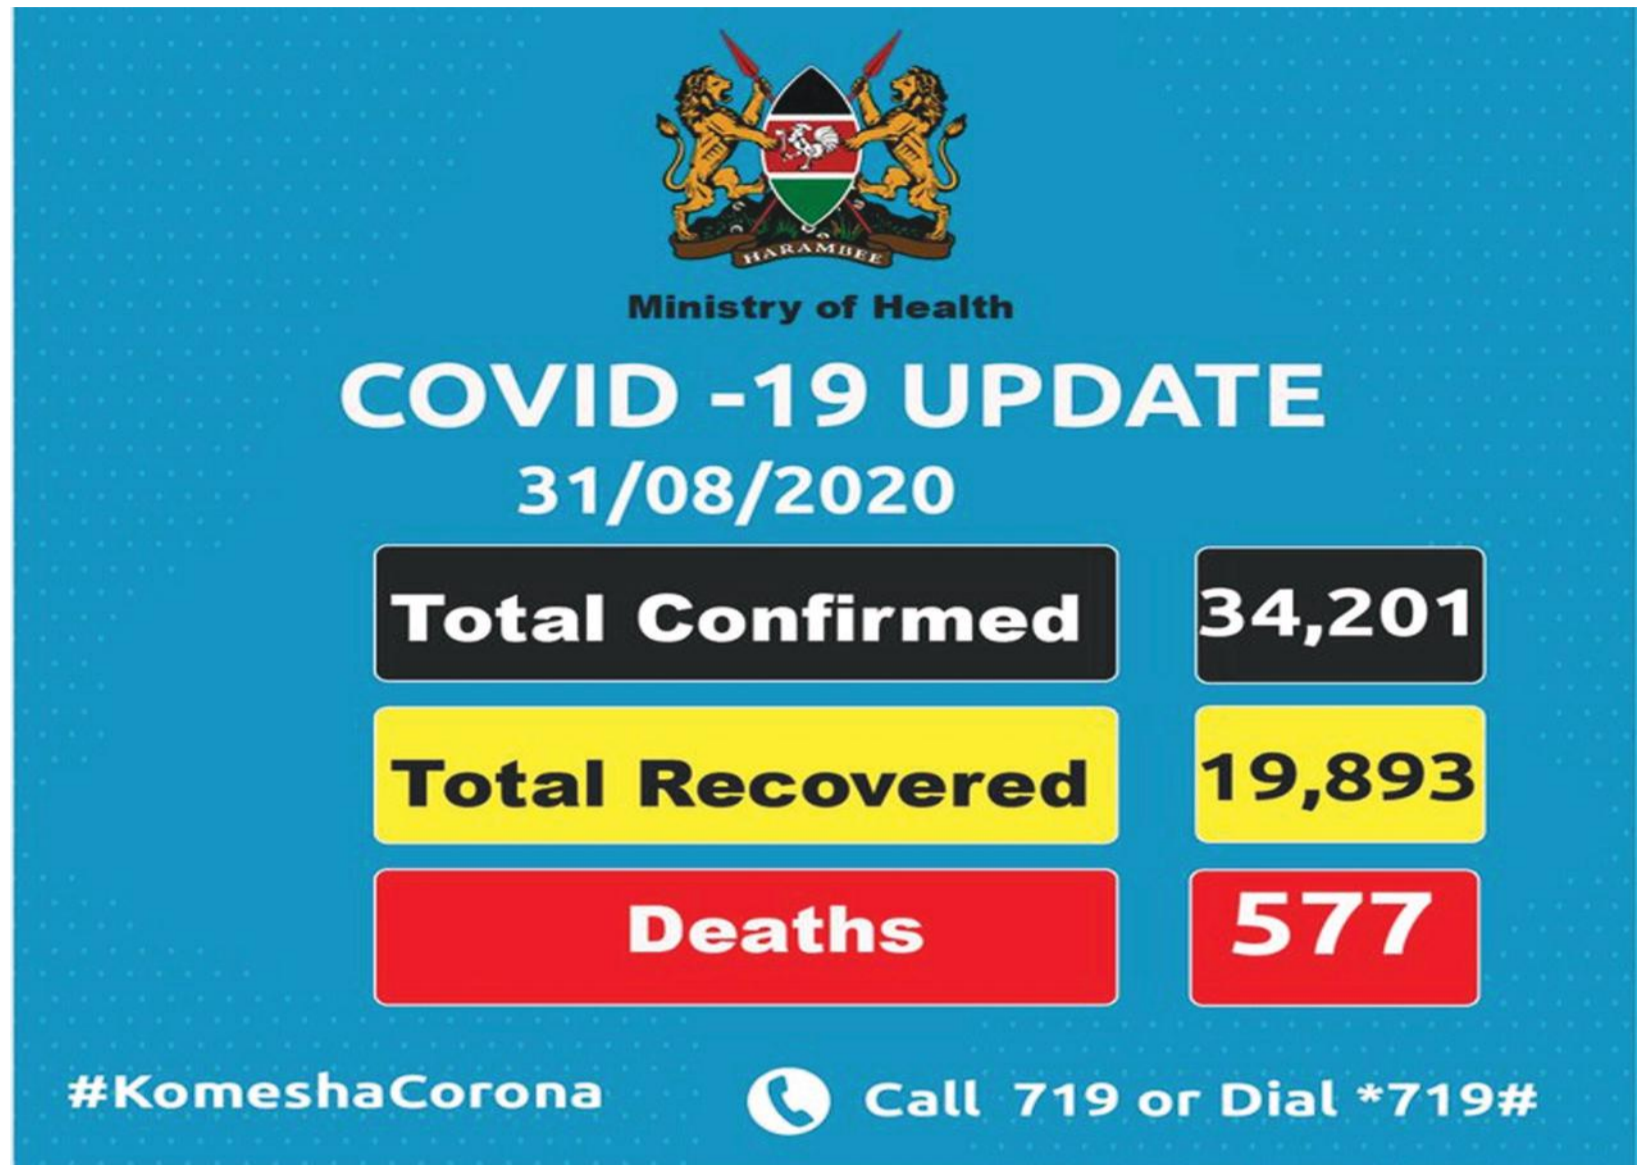 HARAMBEE
Ministry of Health
COVID -19 UPDATE
31/08/2020
Total Confirmed 34,201
Total Recovered 19,893
Deaths 577
#KomeshaCorona Call 719 or Dial *719#